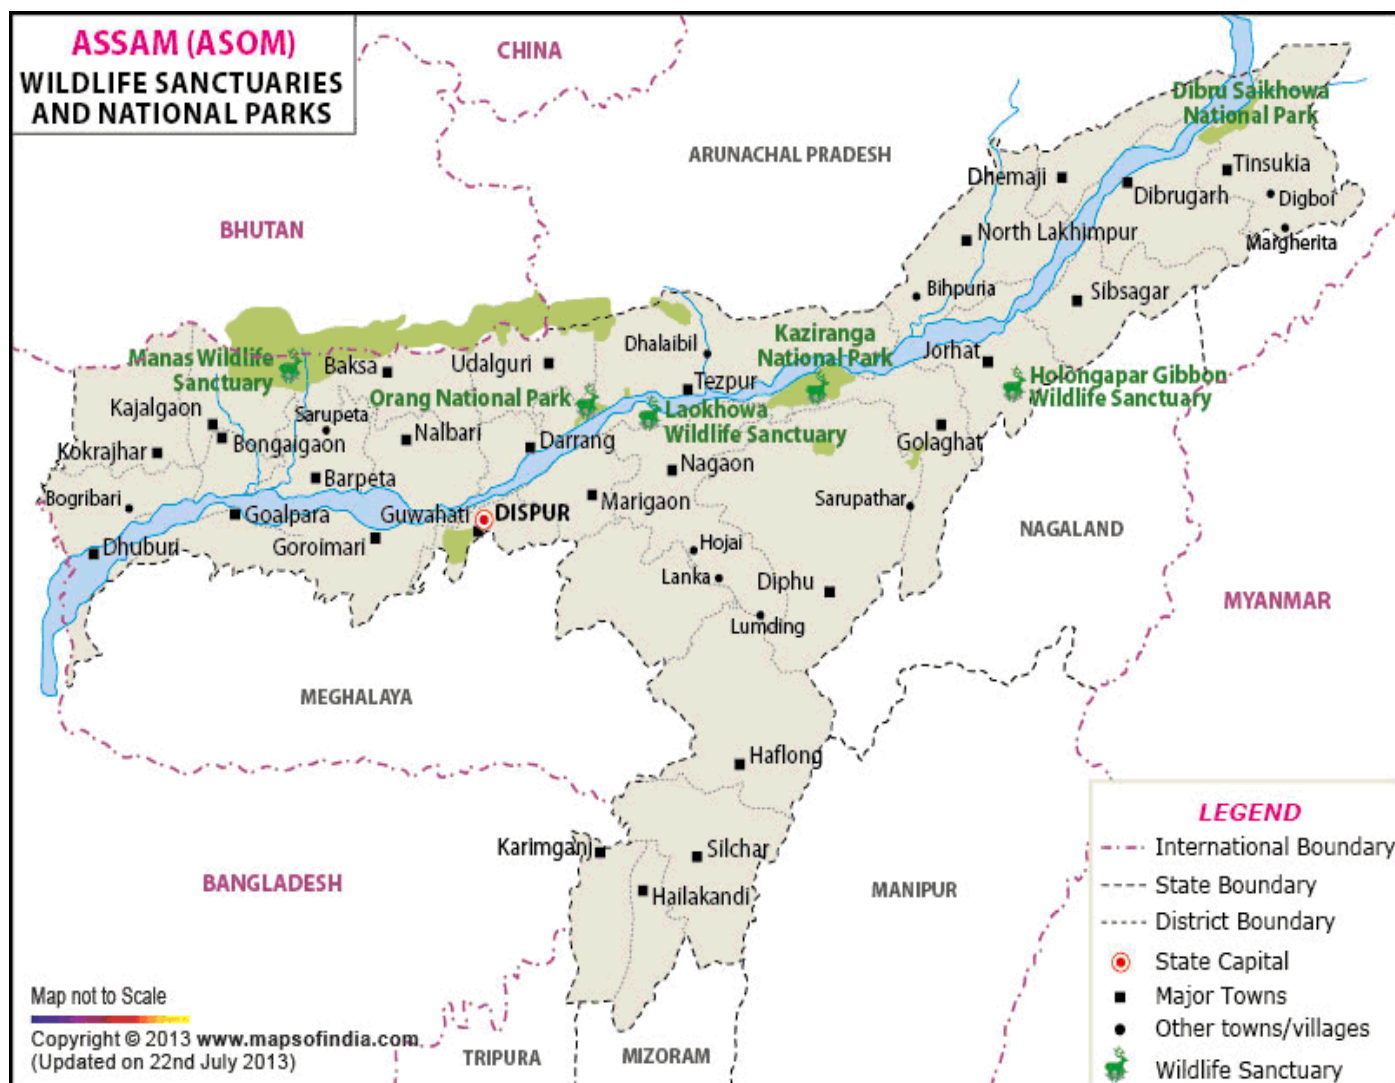 ASSAM (ASOM)
WILDLIFE SANCTUARIES
AND NATIONAL PARKS
CHINA
Dibru Saikhowa
National Park
ARUNACHAL PRADESH
Dhemaji
Tinsukia
Dibrugarh
Digboi
BHUTAN
North Lakhimpur
Margherita
Bihpuria
Sibsagar
Kaziranga
National Park
Manas Wildlife
Sanctuary
Baksa
Udalguri
Dhalaibil
Jorhat
Tezpur
Holongapar Gibbon
Wildlife Sanctuary
Orang National Park
Laokhowa
Wildlife Sanctuary
Kajalgaon
Sarupeta
Bongaigaon
Nalbari
Darrang
Golaghat
Kokrajhar
Barpeta
Nagaon
Bogribari
Marigaon
Sarupathar
Goalpara
Guwahati
DISPUR
NAGALAND
Dhuburi
Goroimari
Hojai
Lanka
Diphu
MYANMAR
Lumding
MEGHALAYA
Haflong
Karimganj
Silchar
BANGLADESH
Hailakandi
MANIPUR
LEGEND
International Boundary
State Boundary
District Boundary
State Capital
Major Towns
Other towns/villages
Wildlife Sanctuary
Map not to Scale
Copyright © 2013 www.mapsofindia.com
(Updated on 22nd July 2013)
TRIPURA
MIZORAM